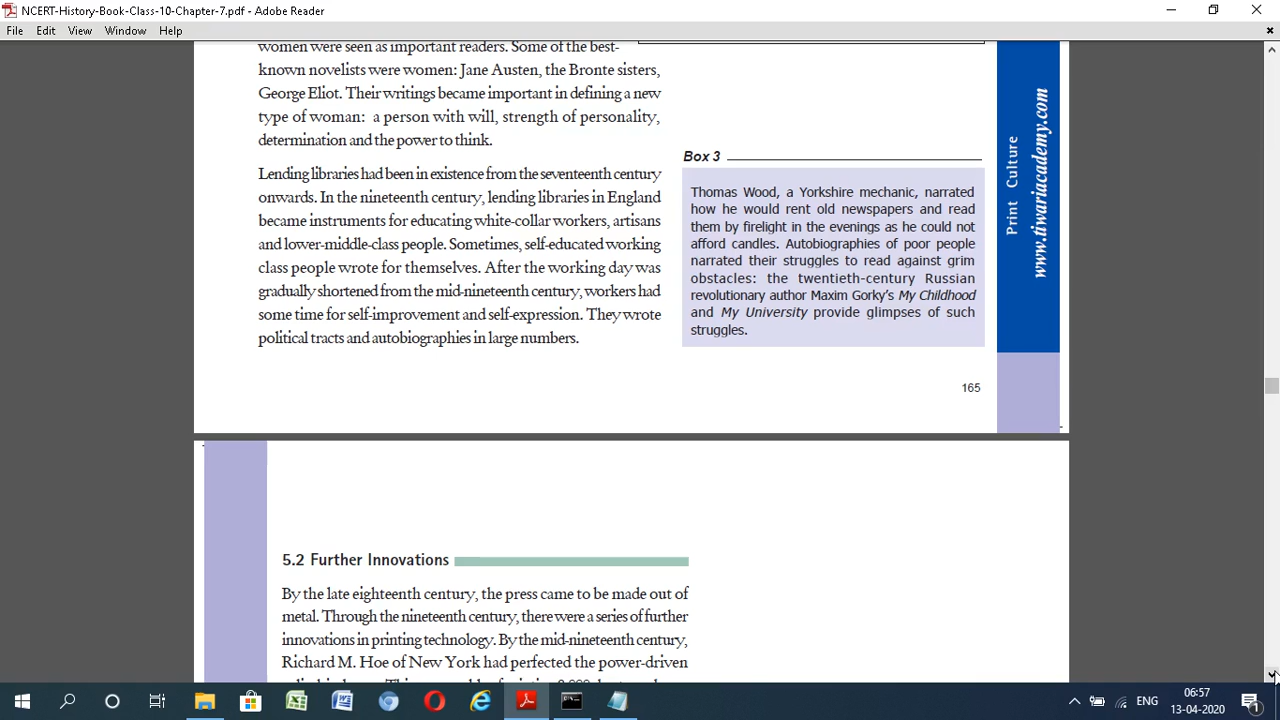 NCERT-History-Book-Class-10-Chapter-7.pdf - Adobe Reader
File Edit View Window Help
women were seen as important readers. Some of the best-
known novelists were women: Jane Austen, the Bronte sisters,
George Eliot. Their writings became important in defining a new
type of woman: a person with will, strength of personality,
determination and the power to think.
Lending libraries had been in existence from the seventeenth century
onwards. In the nineteenth century, lending libraries in England
became instruments for educating white-collar workers, artisans
and lower-middle-class people. Sometimes, self-educated working
class people wrote for themselves. After the working day was
gradually shortened from the mid-nineteenth century, workers had
some time for self-improvement and self-expression. They wrote
political tracts and autobiographies in large numbers.
Box 3
Thomas Wood, a Yorkshire mechanic, narrated
how he would rent old newspapers and read
them by firelight in the evenings as he could not
afford candles. Autobiographies of poor people
narrated their struggles to read against grim
obstacles: the twentieth-century Russian
revolutionary author Maxim Gorky's My Childhood
and My University provide glimpses of such
struggles.
Print Culture
www.tiwariacademy.com
165
5.2 Further Innovations
By the late eighteenth century, the press came to be made out of
metal. Through the nineteenth century, there were a series of further
innovations in printing technology. By the mid-nineteenth century,
Richard M. Hoe of New York had perfected the power-driven
ENG
06:57
13-04-2020
1